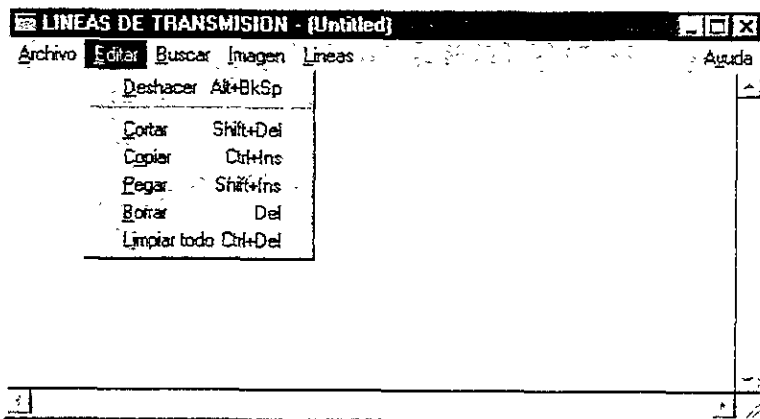 LINEAS DE TRANSMISION - (Untitled)
Archivo Editar Buscar Imagen Lineas Ayuda
Deshacer Alt+BkSp
Cortar Shift+Del
Copiar Ctrl+Ins
Pegar Shift+Ins
Borrar Del
Limpiar todo Ctrl+Del